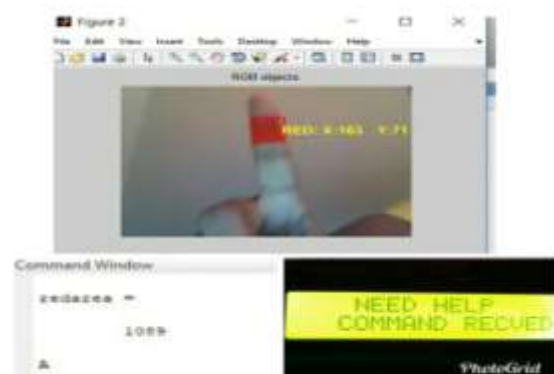 Figure 2
File Edit View Insert Tools Desktop Window Help
RGB objects
RED: X:163 Y:71
Command Window
redarea =
1089
A
NEED HELP
COMMAND RECVED
PhotoGrid